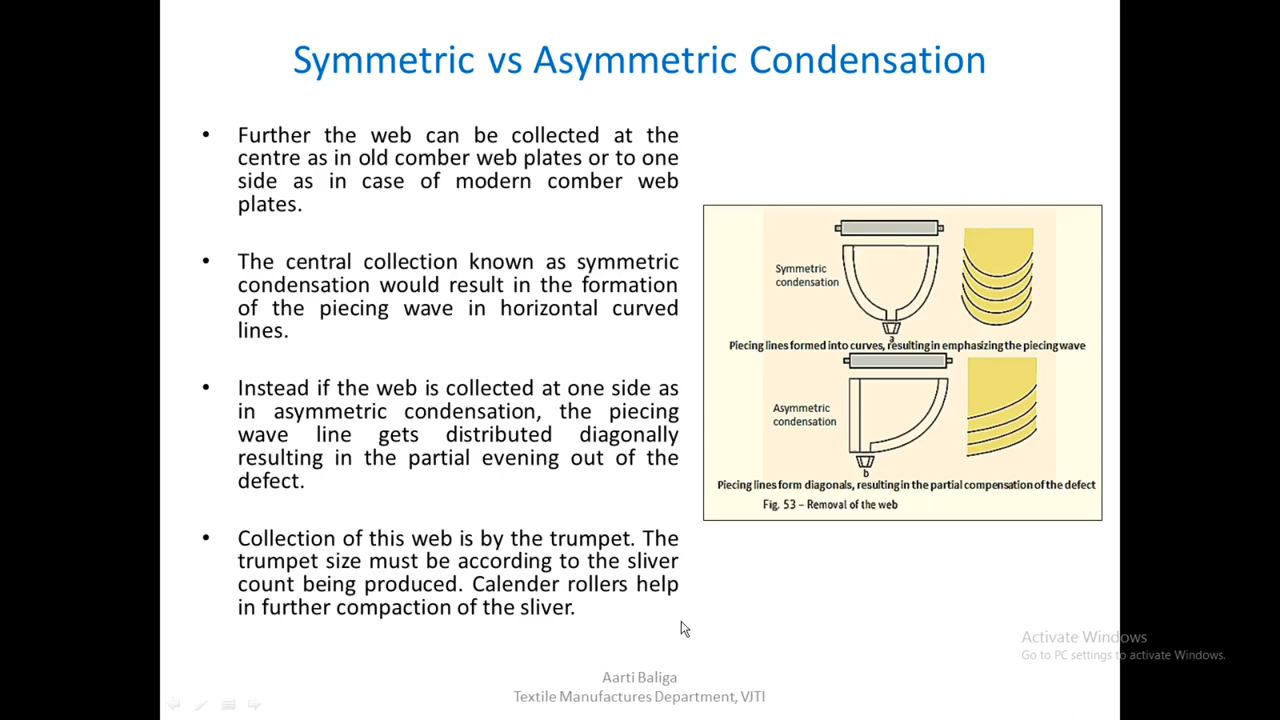 Symmetric vs Asymmetric Condensation
• Further the web can be collected at the
centre as in old comber web plates or to one
side as in case of modern comber web
plates.
• The central collection known as symmetric
condensation would result in the formation
of the piecing wave in horizontal curved
lines.
• Instead if the web is collected at one side as
in asymmetric condensation, the piecing
wave line gets distributed diagonally
resulting in the partial evening out of the
defect.
• Collection of this web is by the trumpet. The
trumpet size must be according to the sliver
count being produced. Calender rollers help
in further compaction of the sliver.
Symmetric
condensation
a
Piecing lines formed into curves, resulting in emphasizing the piecing wave
Asymmetric
condensation
b
Piecing lines form diagonals, resulting in the partial compensation of the defect
Fig. 53 – Removal of the web
Activate Windows
Go to PC settings to activate Windows.
Aarti Baliga
Textile Manufactures Department, VJTI